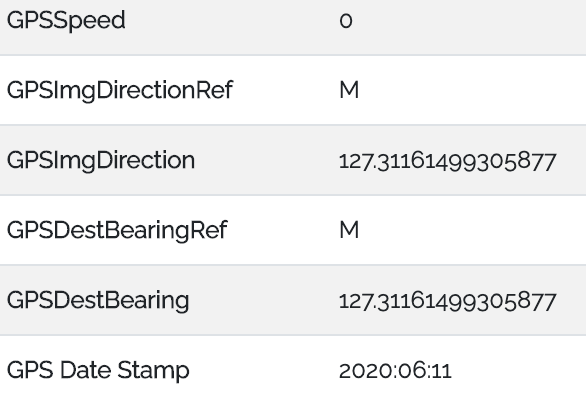 GPSSpeed 0
GPSImgDirectionRef M
GPSImgDirection 127.31161499305877
GPSDestBearingRef M
GPSDestBearing 127.31161499305877
GPS Date Stamp 2020:06:11